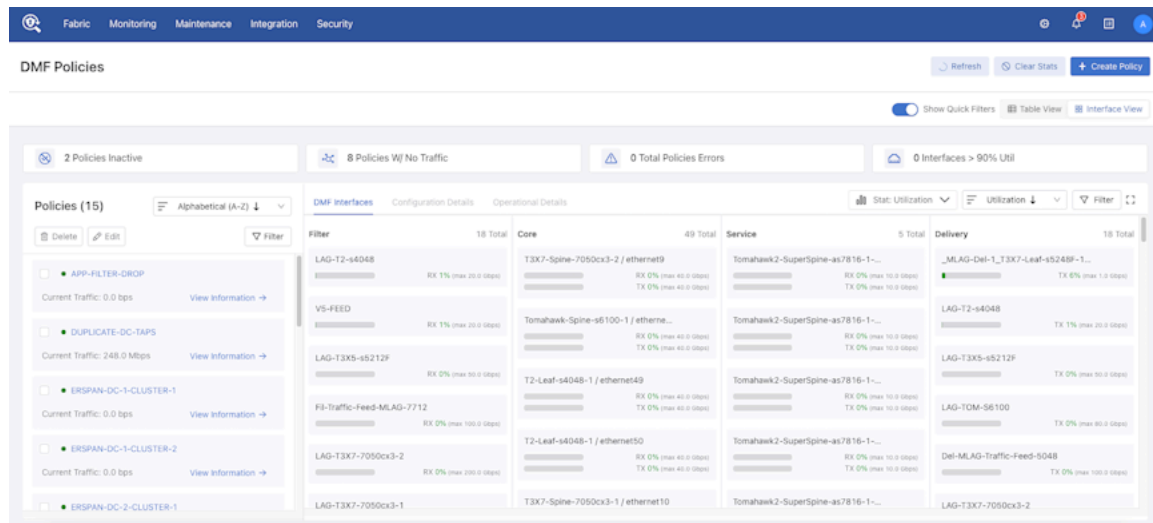 Fabric Monitoring Maintenance Integration Security
3
A
DMF Policies
Refresh Clear Stats + Create Policy
Show Quick Filters Table View Interface View
2 Policies Inactive
8 Policies W/ No Traffic
0 Total Policies Errors
0 Interfaces > 90% Util
Policies (15)
Alphabetical (A-Z) ↓
Delete Edit Filter
APP-FILTER-DROP
Current Traffic: 0.0 bps View Information →
DUPLICATE-DC-TAPS
Current Traffic: 248.0 Mbps View Information →
ERSPAN-DC-1-CLUSTER-1
Current Traffic: 0.0 bps View Information →
ERSPAN-DC-1-CLUSTER-2
Current Traffic: 0.0 bps View Information →
ERSPAN-DC-2-CLUSTER-1
DMF Interfaces Configuration Details Operational Details
Stat: Utilization Utilization ↓ Filter
Filter 18 Total
LAG-T2-s4048
RX 1% (max 20.0 Gbps)
V5-FEED
RX 1% (max 20.0 Gbps)
LAG-T3X5-s5212F
RX 0% (max 50.0 Gbps)
Fil-Traffic-Feed-MLAG-7712
RX 0% (max 100.0 Gbps)
LAG-T3X7-7050cx3-2
RX 0% (max 200.0 Gbps)
LAG-T3X7-7050cx3-1
Core 49 Total
T3X7-Spine-7050cx3-2 / ethernet9
RX 0% (max 40.0 Gbps)
TX 0% (max 40.0 Gbps)
Tomahawk-Spine-s6100-1 / etherne...
RX 0% (max 40.0 Gbps)
TX 0% (max 40.0 Gbps)
T2-Leaf-s4048-1 / ethernet49
RX 0% (max 40.0 Gbps)
TX 0% (max 40.0 Gbps)
T2-Leaf-s4048-1 / ethernet50
RX 0% (max 40.0 Gbps)
TX 0% (max 40.0 Gbps)
T3X7-Spine-7050cx3-1 / ethernet10
Service 5 Total
Tomahawk2-SuperSpine-as7816-1-...
RX 0% (max 10.0 Gbps)
TX 0% (max 10.0 Gbps)
Tomahawk2-SuperSpine-as7816-1-...
RX 0% (max 10.0 Gbps)
TX 0% (max 10.0 Gbps)
Tomahawk2-SuperSpine-as7816-1-...
RX 0% (max 10.0 Gbps)
TX 0% (max 10.0 Gbps)
Tomahawk2-SuperSpine-as7816-1-...
RX 0% (max 10.0 Gbps)
TX 0% (max 10.0 Gbps)
Tomahawk2-SuperSpine-as7816-1-...
Delivery 18 Total
_MLAG-Del-1_T3X7-Leaf-s5248F-1...
TX 6% (max 1.0 Gbps)
LAG-T2-s4048
TX 1% (max 20.0 Gbps)
LAG-T3X5-s5212F
TX 0% (max 50.0 Gbps)
LAG-TOM-S6100
TX 0% (max 80.0 Gbps)
Del-MLAG-Traffic-Feed-5048
TX 0% (max 100.0 Gbps)
LAG-T3X7-7050cx3-2